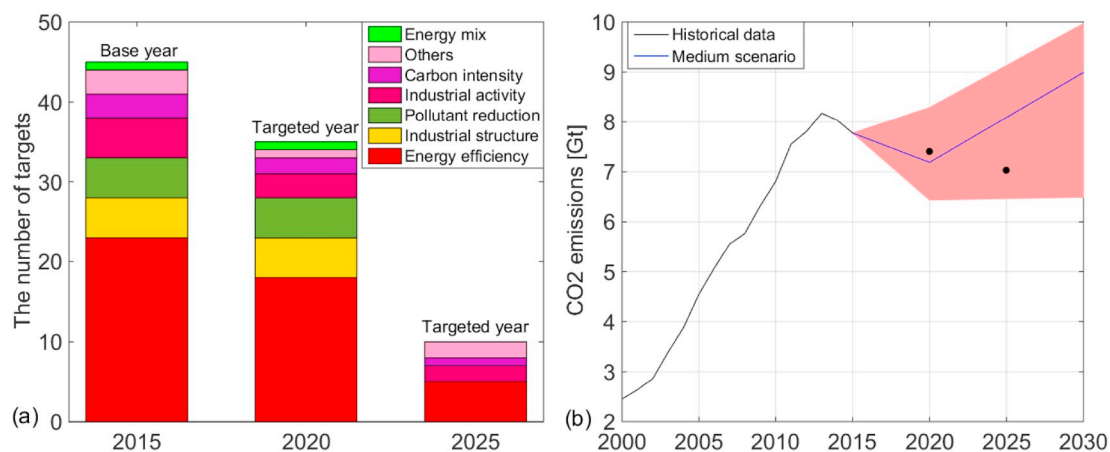 The number of targets
50
40
30
20
10
0
Base year
Targeted year
Targeted year
Energy mix
Others
Carbon intensity
Industrial activity
Pollutant reduction
Industrial structure
Energy efficiency
(a)
2015
2020
2025
CO2 emissions [Gt]
10
9
8
7
6
5
4
3
2
Historical data
Medium scenario
(b)
2000
2005
2010
2015
2020
2025
2030